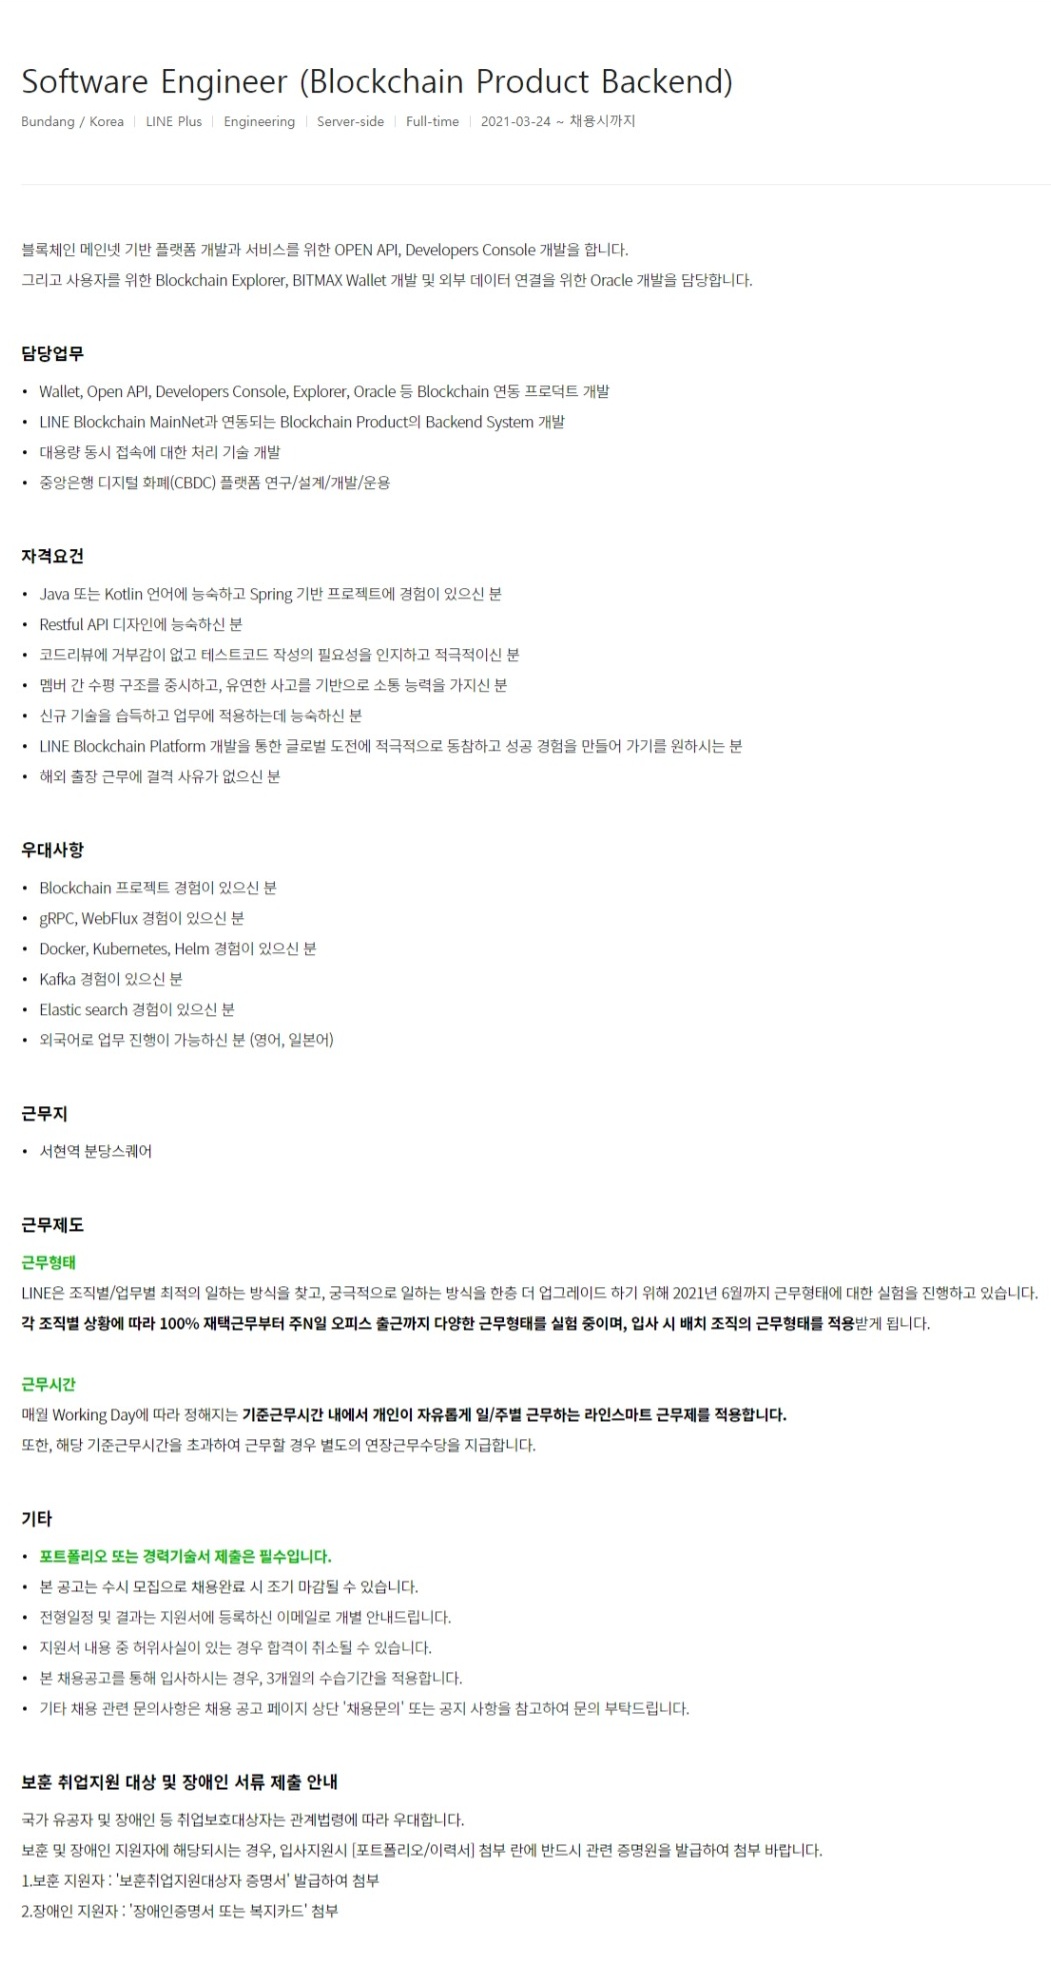 Software Engineer (Blockchain Product Backend)
Bundang / Korea | LINE Plus | Engineering | Server-side | Full-time | 2021-03-24 ~ 채용시까지
블록체인 메인넷 기반 플랫폼 개발과 서비스를 위한 OPEN API, Developers Console 개발을 합니다.
그리고 사용자를 위한 Blockchain Explorer, BITMAX Wallet 개발 및 외부 데이터 연결을 위한 Oracle 개발을 담당합니다.
담당업무
• Wallet, Open API, Developers Console, Explorer, Oracle 등 Blockchain 연동 프로덕트 개발
• LINE Blockchain MainNet과 연동되는 Blockchain Product의 Backend System 개발
• 대용량 동시 접속에 대한 처리 기술 개발
• 중앙은행 디지털 화폐(CBDC) 플랫폼 연구/설계/개발/운용
자격요건
• Java 또는 Kotlin 언어에 능숙하고 Spring 기반 프로젝트에 경험이 있으신 분
• Restful API 디자인에 능숙하신 분
• 코드리뷰에 거부감이 없고 테스트코드 작성의 필요성을 인지하고 적극적이신 분
• 멤버 간 수평 구조를 중시하고, 유연한 사고를 기반으로 소통 능력을 가지신 분
• 신규 기술을 습득하고 업무에 적용하는데 능숙하신 분
• LINE Blockchain Platform 개발을 통한 글로벌 도전에 적극적으로 동참하고 성공 경험을 만들어 가기를 원하시는 분
• 해외 출장 근무에 결격 사유가 없으신 분
우대사항
• Blockchain 프로젝트 경험이 있으신 분
• gRPC, WebFlux 경험이 있으신 분
• Docker, Kubernetes, Helm 경험이 있으신 분
• Kafka 경험이 있으신 분
• Elastic search 경험이 있으신 분
• 외국어로 업무 진행이 가능하신 분 (영어, 일본어)
근무지
• 서현역 분당스퀘어
근무제도
근무형태
LINE은 조직별/업무별 최적의 일하는 방식을 찾고, 궁극적으로 일하는 방식을 한층 더 업그레이드 하기 위해 2021년 6월까지 근무형태에 대한 실험을 진행하고 있습니다.
각 조직별 상황에 따라 100% 재택근무부터 주N일 오피스 출근까지 다양한 근무형태를 실험 중이며, 입사 시 배치 조직의 근무형태를 적용받게 됩니다.
근무시간
매월 Working Day에 따라 정해지는 기준근무시간 내에서 개인이 자유롭게 일/주별 근무하는 라인스마트 근무제를 적용합니다.
또한, 해당 기준근무시간을 초과하여 근무할 경우 별도의 연장근무수당을 지급합니다.
기타
• 포트폴리오 또는 경력기술서 제출은 필수입니다.
• 본 공고는 수시 모집으로 채용완료 시 조기 마감될 수 있습니다.
• 전형일정 및 결과는 지원서에 등록하신 이메일로 개별 안내드립니다.
• 지원서 내용 중 허위사실이 있는 경우 합격이 취소될 수 있습니다.
• 본 채용공고를 통해 입사하시는 경우, 3개월의 수습기간을 적용합니다.
• 기타 채용 관련 문의사항은 채용 공고 페이지 상단 '채용문의' 또는 공지 사항을 참고하여 문의 부탁드립니다.
보훈 취업지원 대상 및 장애인 서류 제출 안내
국가 유공자 및 장애인 등 취업보호대상자는 관계법령에 따라 우대합니다.
보훈 및 장애인 지원자에 해당되시는 경우, 입사지원시 [포트폴리오/이력서] 첨부 란에 반드시 관련 증명원을 발급하여 첨부 바랍니다.
1.보훈 지원자 : '보훈취업지원대상자 증명서' 발급하여 첨부
2.장애인 지원자 : '장애인증명서 또는 복지카드' 첨부